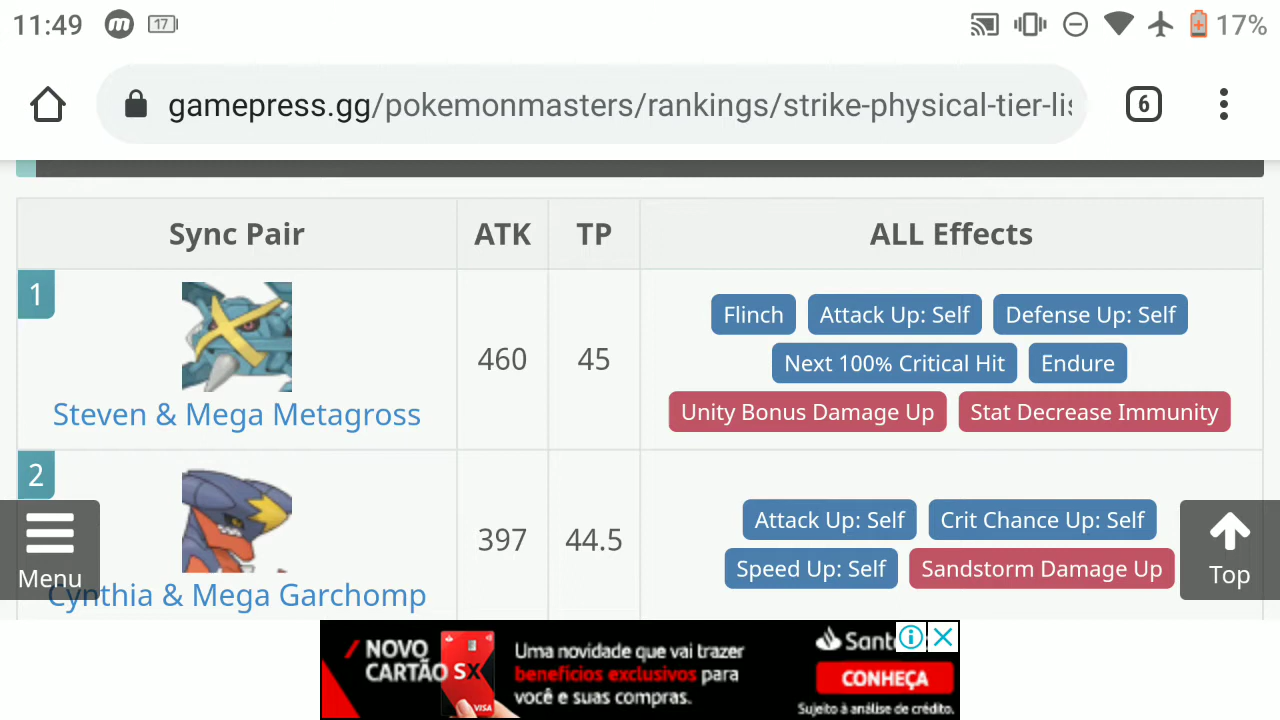 11:49 m 17 17%
gamepress.gg/pokemonmasters/rankings/strike-physical-tier-lis
6
Sync Pair ATK TP ALL Effects
1
Steven & Mega Metagross
460 45
Flinch Attack Up: Self Defense Up: Self
Next 100% Critical Hit Endure
Unity Bonus Damage Up Stat Decrease Immunity
2
Cynthia & Mega Garchomp
397 44.5
Attack Up: Self Crit Chance Up: Self
Speed Up: Self Sandstorm Damage Up
Menu
Top
NOVO
CARTÃO SX
VISA
Uma novidade que vai trazer
benefícios exclusivos para
você e suas compras.
Sant
CONHEÇA
Sujeito à análise de crédito.